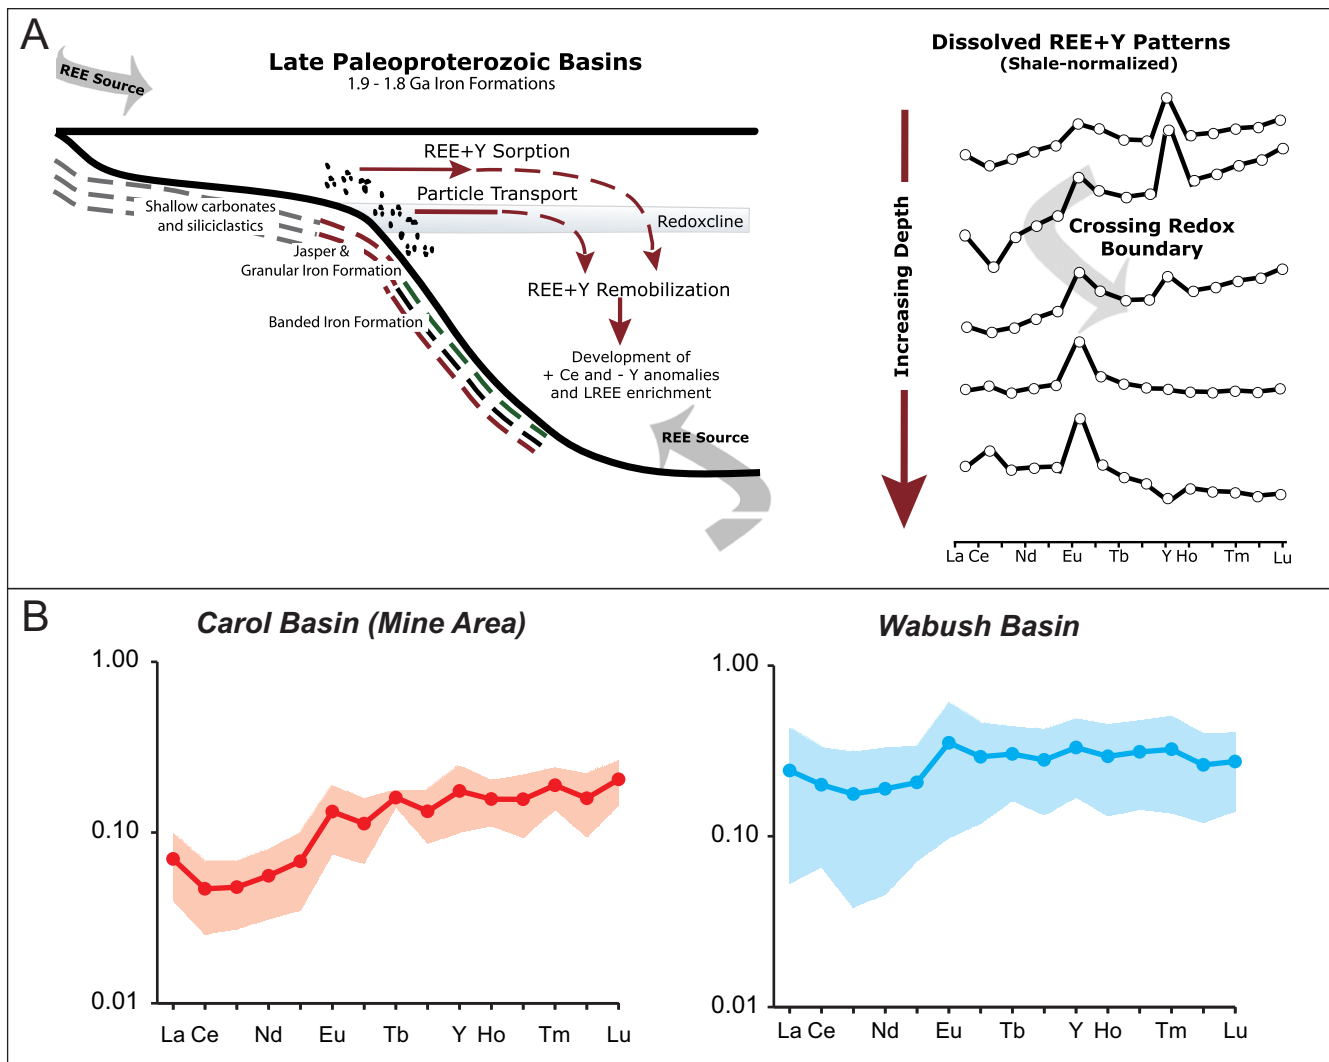 A
REE Source
Late Paleoproterozoic Basins
1.9 - 1.8 Ga Iron Formations
REE+Y Sorption
Particle Transport
Redoxcline
Shallow carbonates
and siliciclastics
Jasper &
Granular Iron Formation
Banded Iron Formation
REE+Y Remobilization
Development of
+ Ce and - Y anomalies
and LREE enrichment
REE Source
Dissolved REE+Y Patterns
(Shale-normalized)
Increasing Depth
Crossing Redox
Boundary
La Ce Nd Eu Tb Y Ho Tm Lu
B
Carol Basin (Mine Area)
1.00
0.10
0.01
La Ce Nd Eu Tb Y Ho Tm Lu
Wabush Basin
1.00
0.10
0.01
La Ce Nd Eu Tb Y Ho Tm Lu